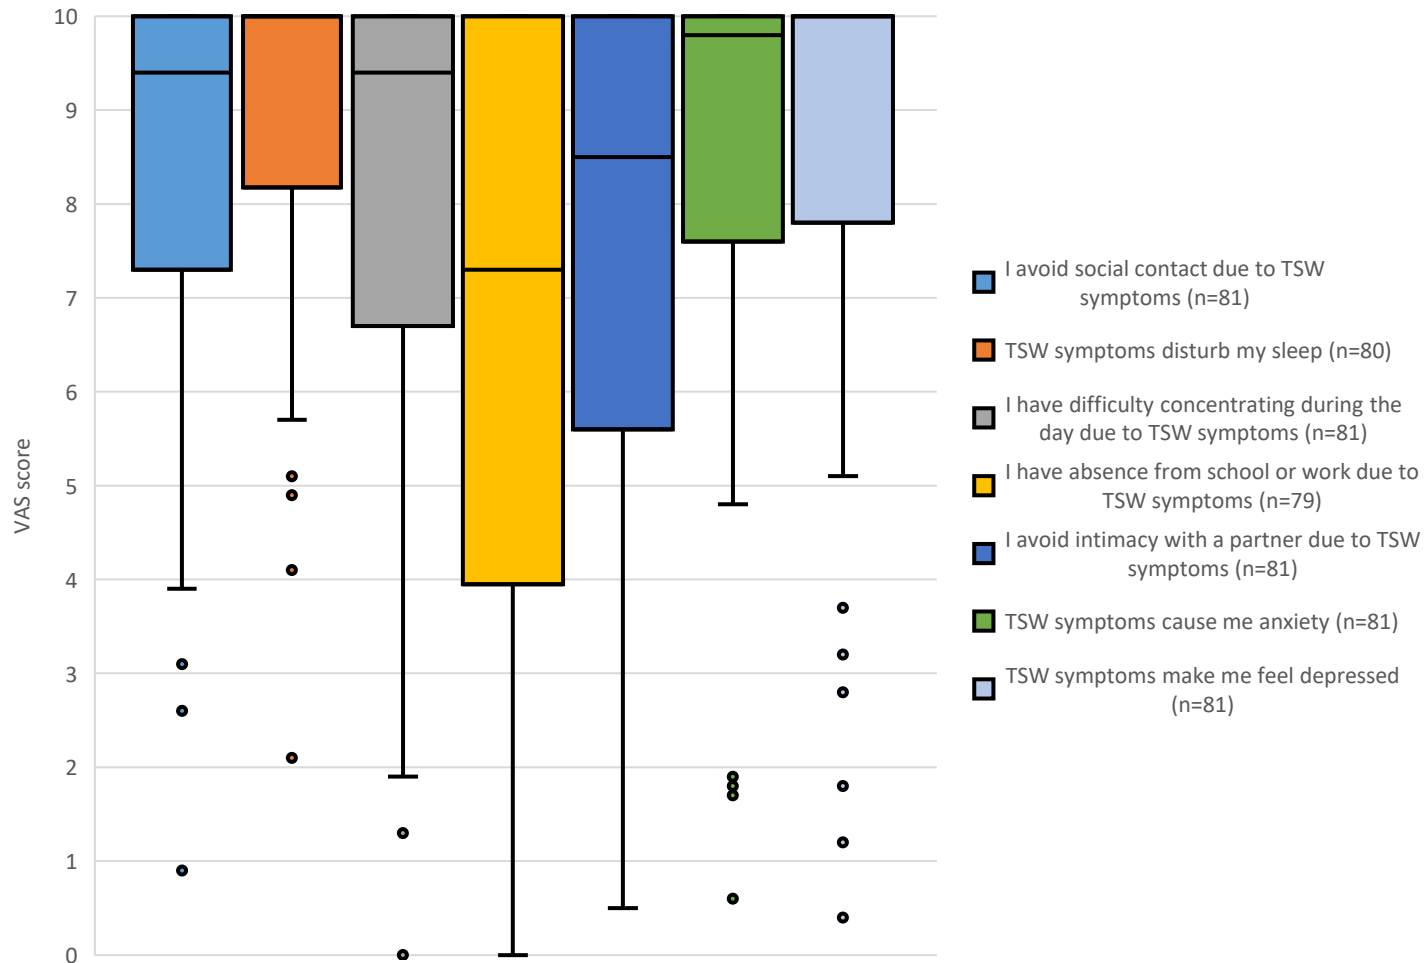 10
9
8
7
6
5
4
3
2
1
0
VAS score
I avoid social contact due to TSW
symptoms (n=81)
TSW symptoms disturb my sleep (n=80)
I have difficulty concentrating during the
day due to TSW symptoms (n=81)
I have absence from school or work due to
TSW symptoms (n=79)
I avoid intimacy with a partner due to TSW
symptoms (n=81)
TSW symptoms cause me anxiety (n=81)
TSW symptoms make me feel depressed
(n=81)